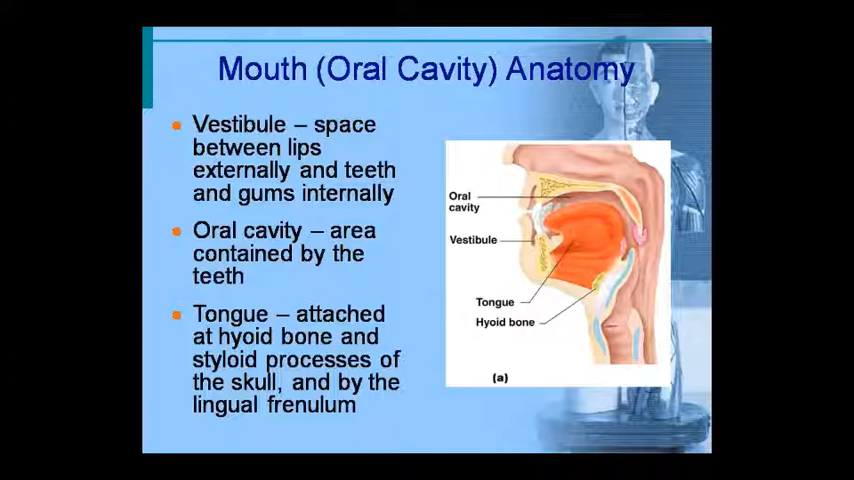 Mouth (Oral Cavity) Anatomy
Vestibule – space
between lips
externally and teeth
and gums internally
Oral cavity – area
contained by the
teeth
Tongue – attached
at hyoid bone and
styloid processes of
the skull, and by the
lingual frenulum
Oral
cavity
Vestibule
Tongue
Hyoid bone
(a)